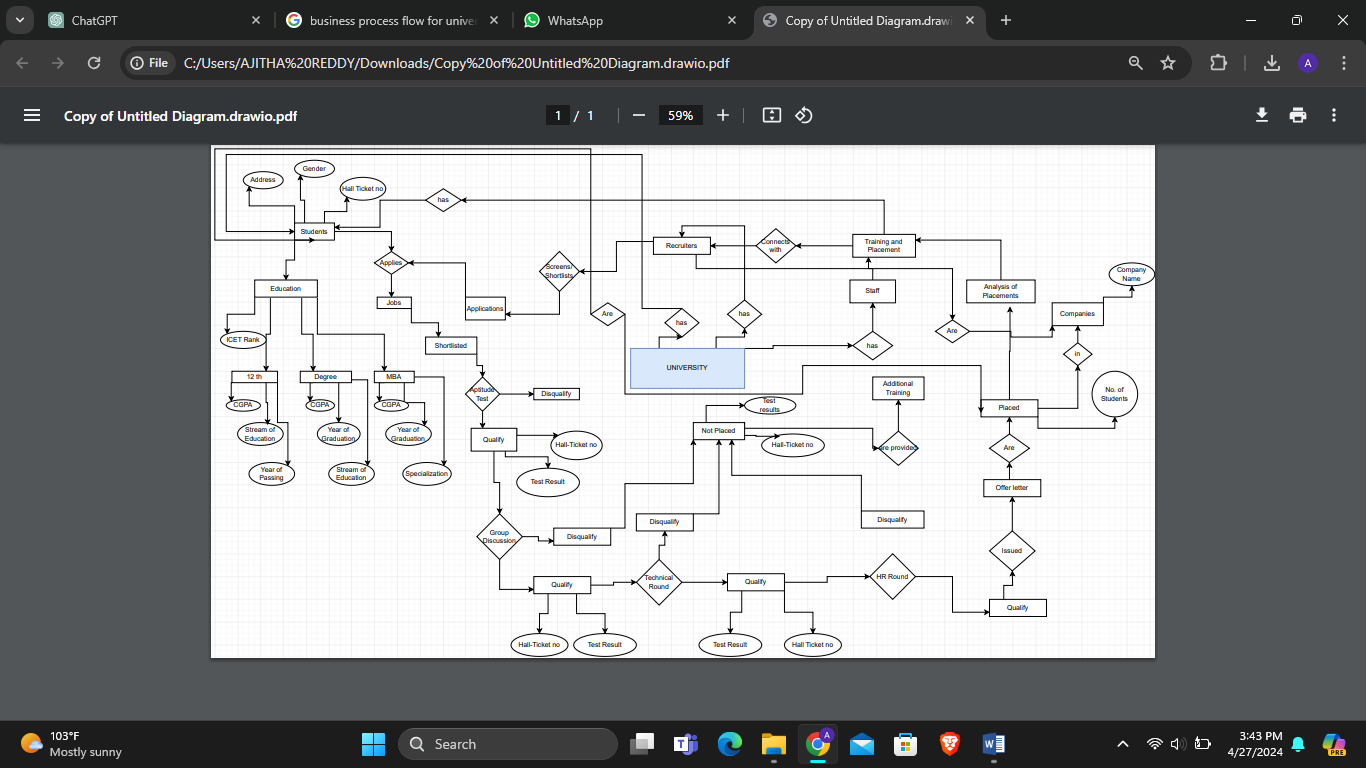 ChatGPT
business process flow for unive
WhatsApp
Copy of Untitled Diagram.draw
File
C:/Users/AJITHA%20REDDY/Downloads/Copy%20of%20Untitled%20Diagram.drawio.pdf
A
Copy of Untitled Diagram.drawio.pdf
1 / 1
59%
Address
Gender
Hall Ticket no
has
Students
Recruiters
Connects
with
Training and
Placement
Applies
Screens/
Shortlists
Company
Name
Education
Jobs
Applications
Staff
Analysis of
Placements
Are
has
has
Companies
ICET Rank
Shortlisted
has
Are
in
UNIVERSITY
12 th
Degree
MBA
Aptitude
Test
Disqualify
Additional
Training
No. of
Students
CGPA
CGPA
CGPA
Test
results
Placed
Stream of
Education
Year of
Graduation
Year of
Graduation
Qualify
Hall-Ticket no
Not Placed
Hall-Ticket no
are provided
Are
Year of
Passing
Stream of
Education
Specialization
Test Result
Offer letter
Group
Discussion
Disqualify
Disqualify
Disqualify
Issued
Qualify
Technical
Round
Qualify
HR Round
Qualify
Hall-Ticket no
Test Result
Test Result
Hall Ticket no
103°F
Mostly sunny
Search
A
PRE
3:43 PM
4/27/2024